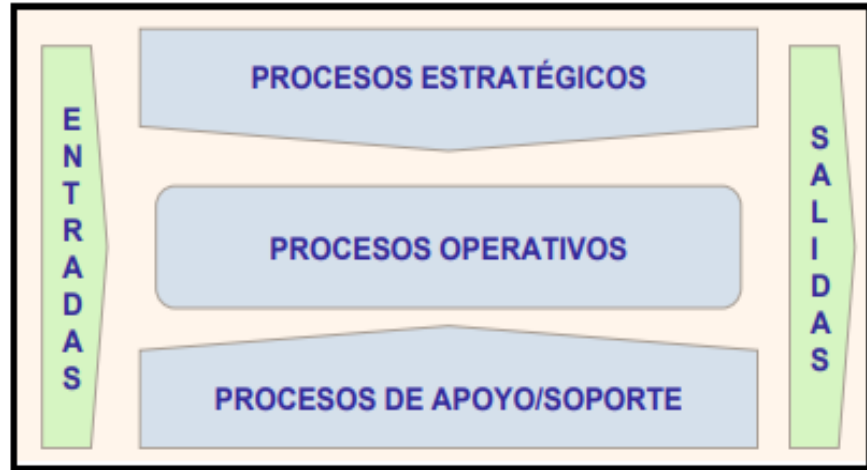 PROCESOS ESTRATÉGICOS
ENTRADAS
PROCESOS OPERATIVOS
SALIDAS
PROCESOS DE APOYO/SOPORTE